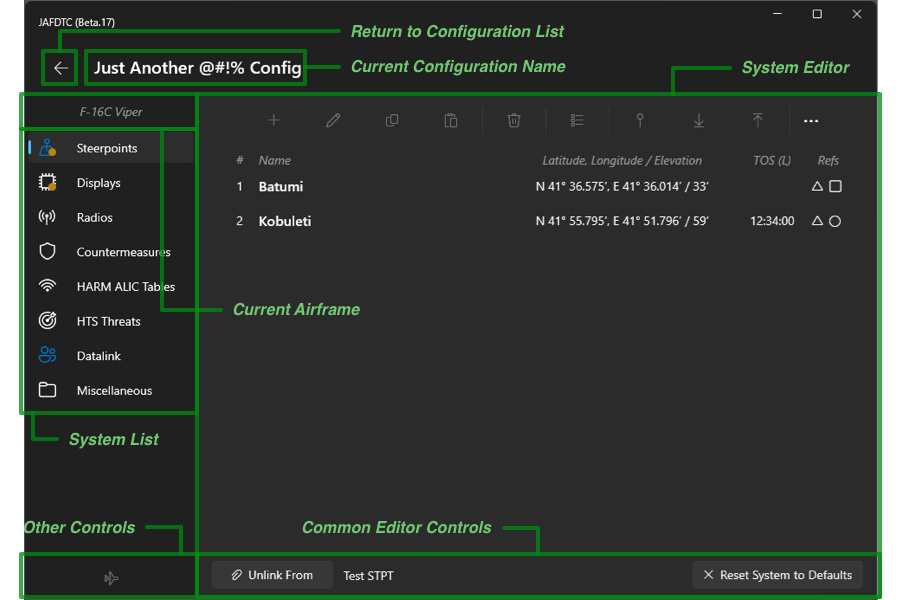 JAFDTC (Beta.17)
Return to Configuration List
Just Another @#!% Config
Current Configuration Name
System Editor
F-16C Viper
# Name Latitude, Longitude / Elevation TOS (L) Refs
Steerpoints
1 Batumi N 41° 36.575’, E 41° 36.014’ / 33’
Displays
2 Kobuleti N 41° 55.795’, E 41° 51.796’ / 59’ 12:34:00
Radios
Countermeasures
HARM ALIC Tables
Current Airframe
HTS Threats
Datalink
Miscellaneous
System List
Other Controls
Common Editor Controls
Unlink From Test STPT Reset System to Defaults